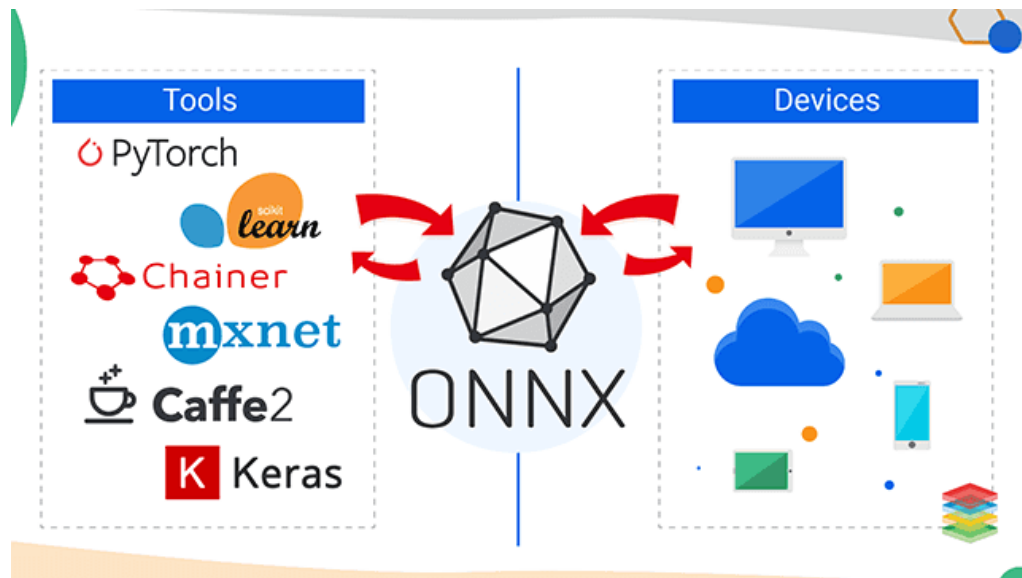 Tools
PyTorch
scikit
learn
Chainer
mxnet
Caffe2
K Keras
ONNX
Devices